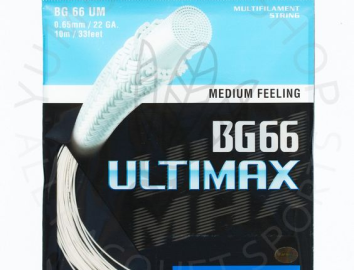 BG 66 UM
0.65mm / 22 GA.
10m / 33feet
MULTIFILAMENT
STRING
MEDIUM FEELING
BG66
ULTIMAX